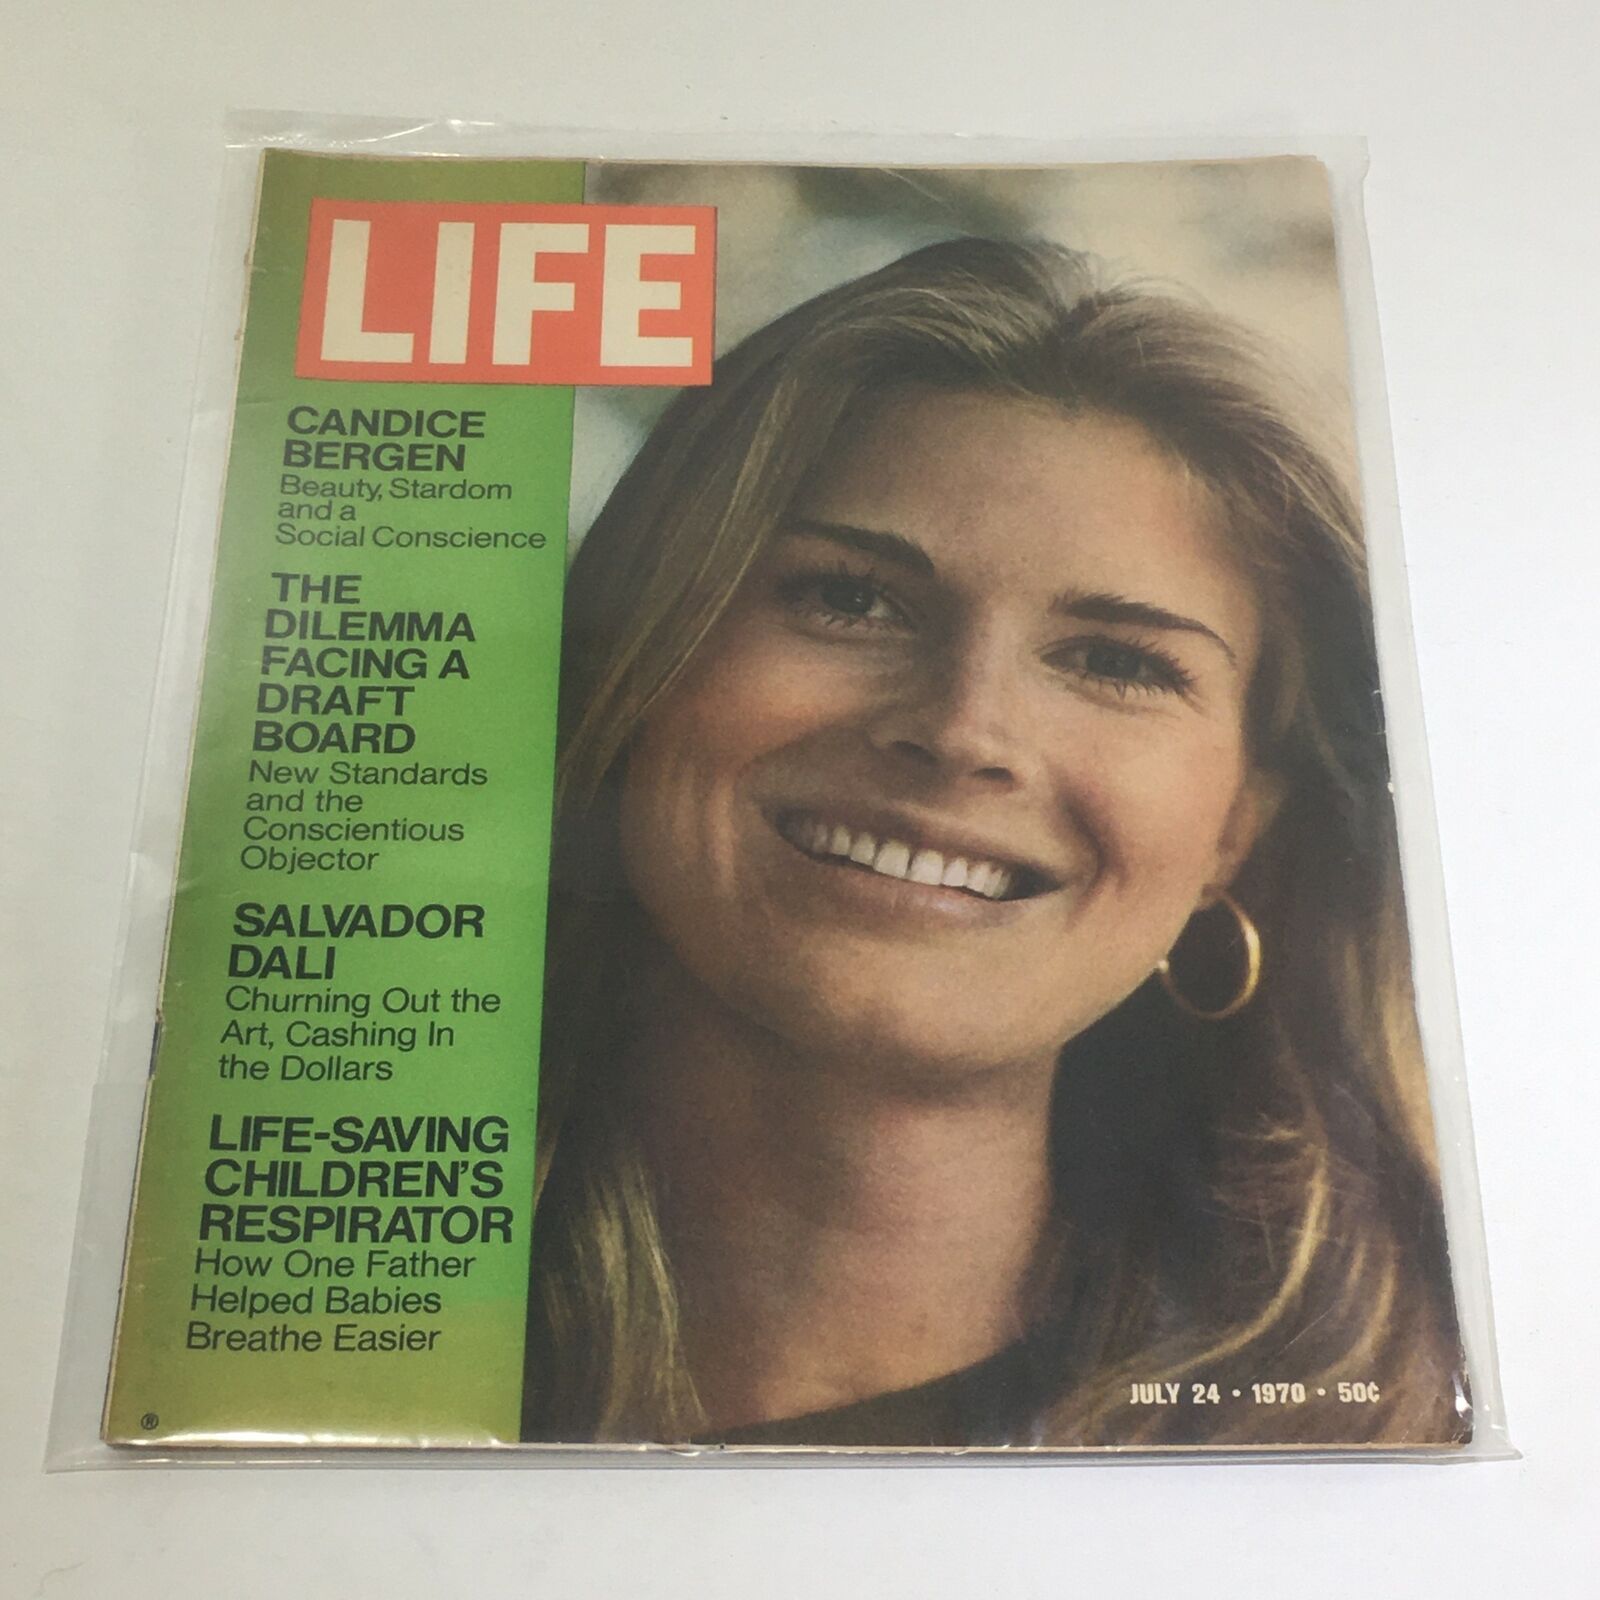 LIFE
CANDICE
BERGEN
Beauty, Stardom
and a
Social Conscience
THE
DILEMMA
FACING A
DRAFT
BOARD
New Standards
and the
Conscientious
Objector
SALVADOR
DALI
Churning Out the
Art, Cashing In
the Dollars
LIFE-SAVING
CHILDREN'S
RESPIRATOR
How One Father
Helped Babies
Breathe Easier
®
JULY 24 • 1970 • 50¢